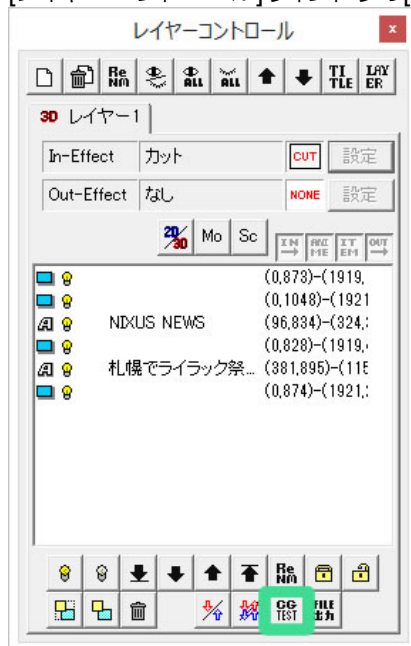 レイヤーコントロール x
Re NM ALL ALL TI TLE LAY ER
3D レイヤー1
In-Effect カット CUT 設定
Out-Effect なし NONE 設定
2D/3D Mo Sc IN ANI ME IT EM OUT
(0,873)-(1919,
(0,1048)-(1921
NIXUS NEWS (96,834)-(324,
(0,828)-(1919,
札幌でライラック祭... (381,895)-(115
(0,874)-(1921,
Re NM
CG TEST FILE 出力